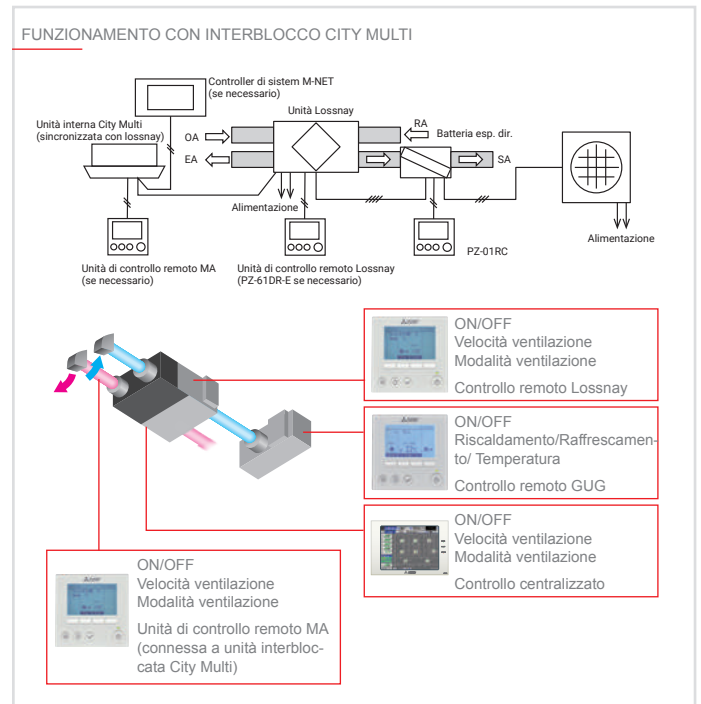 FUNZIONAMENTO CON INTERBLOCCO CITY MULTI
Controller di sistem M-NET
(se necessario)
Unità interna City Multi
(sincronizzata con lossnay)
Unità Lossnay
OA
EA
RA
Batteria esp. dir.
SA
Alimentazione
Alimentazione
PZ-01RC
Unità di controllo remoto MA
(se necessario)
Unità di controllo remoto Lossnay
(PZ-61DR-E se necessario)
ON/OFF
Velocità ventilazione
Modalità ventilazione
Controllo remoto Lossnay
ON/OFF
Riscaldamento/Raffrescamen-
to/ Temperatura
Controllo remoto GUG
ON/OFF
Velocità ventilazione
Modalità ventilazione
Controllo centralizzato
ON/OFF
Velocità ventilazione
Modalità ventilazione
Unità di controllo remoto MA
(connessa a unità interbloc-
cata City Multi)